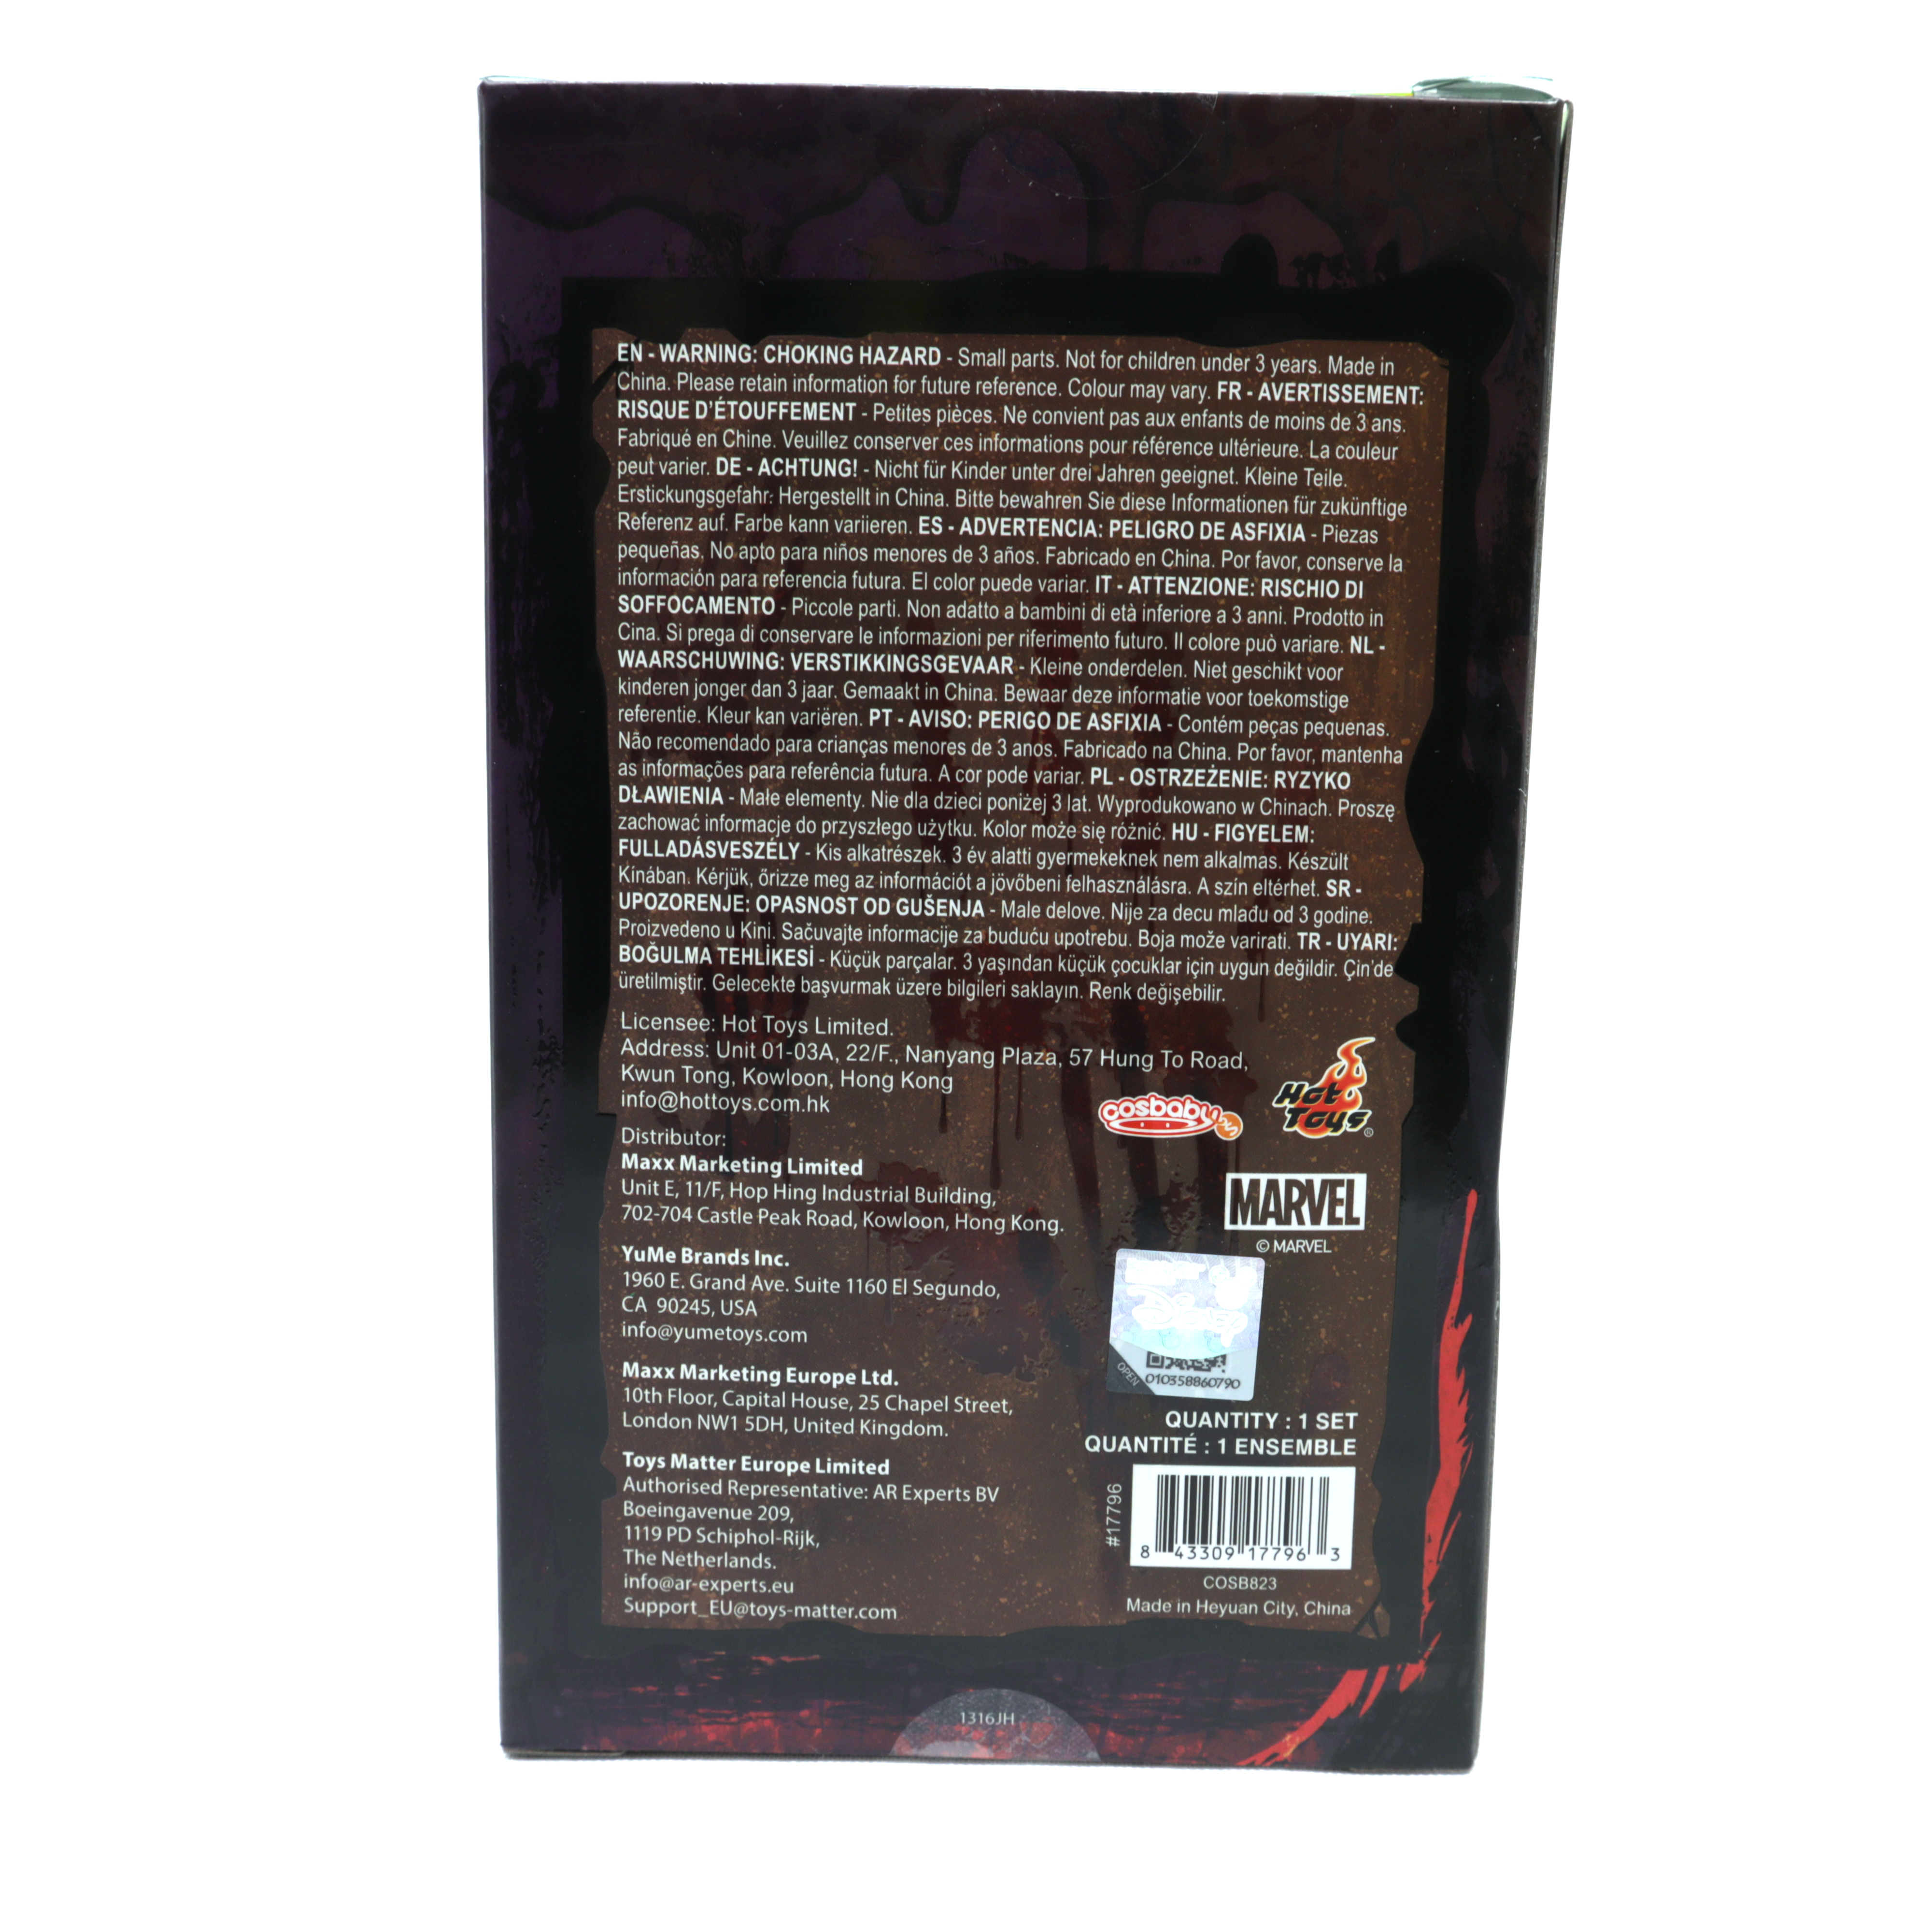 EN - WARNING: CHOKING HAZARD - Small parts. Not for children under 3 years. Made in
China. Please retain information for future reference. Colour may vary. FR - AVERTISSEMENT:
RISQUE D'ÉTOUFFEMENT - Petites pièces. Ne convient pas aux enfants de moins de 3 ans.
Fabriqué en Chine. Veuillez conserver ces informations pour référence ultérieure. La couleur
peut varier. DE - ACHTUNG! - Nicht für Kinder unter drei Jahren geeignet. Kleine Teile.
Erstickungsgefahr. Hergestellt in China. Bitte bewahren Sie diese Informationen für zukünftige
Referenz auf. Farbe kann variieren. ES - ADVERTENCIA: PELIGRO DE ASFIXIA - Piezas
pequeñas. No apto para niños menores de 3 años. Fabricado en China. Por favor, conserve la
información para referencia futura. El color puede variar. IT - ATTENZIONE: RISCHIO DI
SOFFOCAMENTO - Piccole parti. Non adatto a bambini di età inferiore a 3 anni. Prodotto in
Cina. Si prega di conservare le informazioni per riferimento futuro. Il colore può variare. NL -
WAARSCHUWING: VERSTIKKINGSGEVAAR - Kleine onderdelen. Niet geschikt voor
kinderen jonger dan 3 jaar. Gemaakt in China. Bewaar deze informatie voor toekomstige
referentie. Kleur kan variëren. PT - AVISO: PERIGO DE ASFIXIA - Contém peças pequenas.
Não recomendado para crianças menores de 3 anos. Fabricado na China. Por favor, mantenha
as informações para referência futura. A cor pode variar. PL - OSTRZEŻENIE: RYZYKO
DŁAWIENIA - Małe elementy. Nie dla dzieci poniżej 3 lat. Wyprodukowano w Chinach. Proszę
zachować informacje do przyszłego użytku. Kolor może się różnić. HU - FIGYELEM:
FULLADÁSVESZÉLY - Kis alkatrészek. 3 év alatti gyermekeknek nem alkalmas. Készült
Kínában. Kérjük, őrizze meg az információt a jövőbeni felhasználásra. A szín eltérhet. SR -
UPOZORENJE: OPASNOST OD GUŠENJA - Male delove. Nije za decu mlađu od 3 godine.
Proizvedeno u Kini. Sačuvajte informacije za buduću upotrebu. Boja može varirati. TR - UYARI:
BOĞULMA TEHLİKESİ - Küçük parçalar. 3 yaşından küçük çocuklar için uygun değildir. Çin'de
üretilmiştir. Gelecekte başvurmak üzere bilgileri saklayın. Renk değişebilir.
Licensee: Hot Toys Limited.
Address: Unit 01-03A, 22/F., Nanyang Plaza, 57 Hung To Road,
Kwun Tong, Kowloon, Hong Kong
info@hottoys.com.hk
cosbaby
Hot
Toys ®
Distributor:
Maxx Marketing Limited
Unit E, 11/F, Hop Hing Industrial Building,
702-704 Castle Peak Road, Kowloon, Hong Kong.
MARVEL
© MARVEL
YuMe Brands Inc.
1960 E. Grand Ave. Suite 1160 El Segundo,
CA 90245, USA
info@yumetoys.com
Disney
OPEN
010358860790
Maxx Marketing Europe Ltd.
10th Floor, Capital House, 25 Chapel Street,
London NW1 5DH, United Kingdom.
QUANTITY : 1 SET
QUANTITÉ : 1 ENSEMBLE
Toys Matter Europe Limited
Authorised Representative: AR Experts BV
Boeingavenue 209,
1119 PD Schiphol-Rijk,
The Netherlands.
info@ar-experts.eu
Support_EU@toys-matter.com
#17796
8 43309 17796 3
COSB823
Made in Heyuan City, China
1316JH